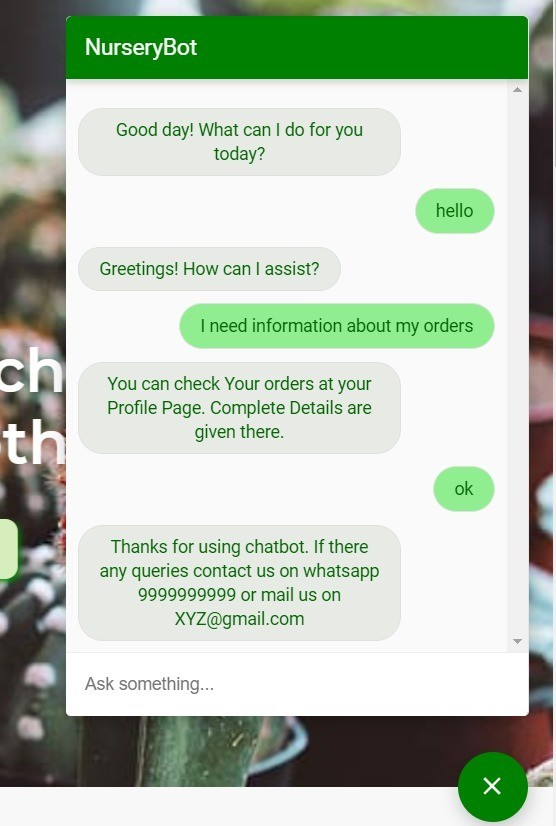 NurseryBot
Good day! What can I do for you
today?
hello
Greetings! How can I assist?
I need information about my orders
You can check Your orders at your
Profile Page. Complete Details are
given there.
ch
oth
ok
Thanks for using chatbot. If there
any queries contact us on whatsapp
9999999999 or mail us on
XYZ@gmail.com
Ask something...